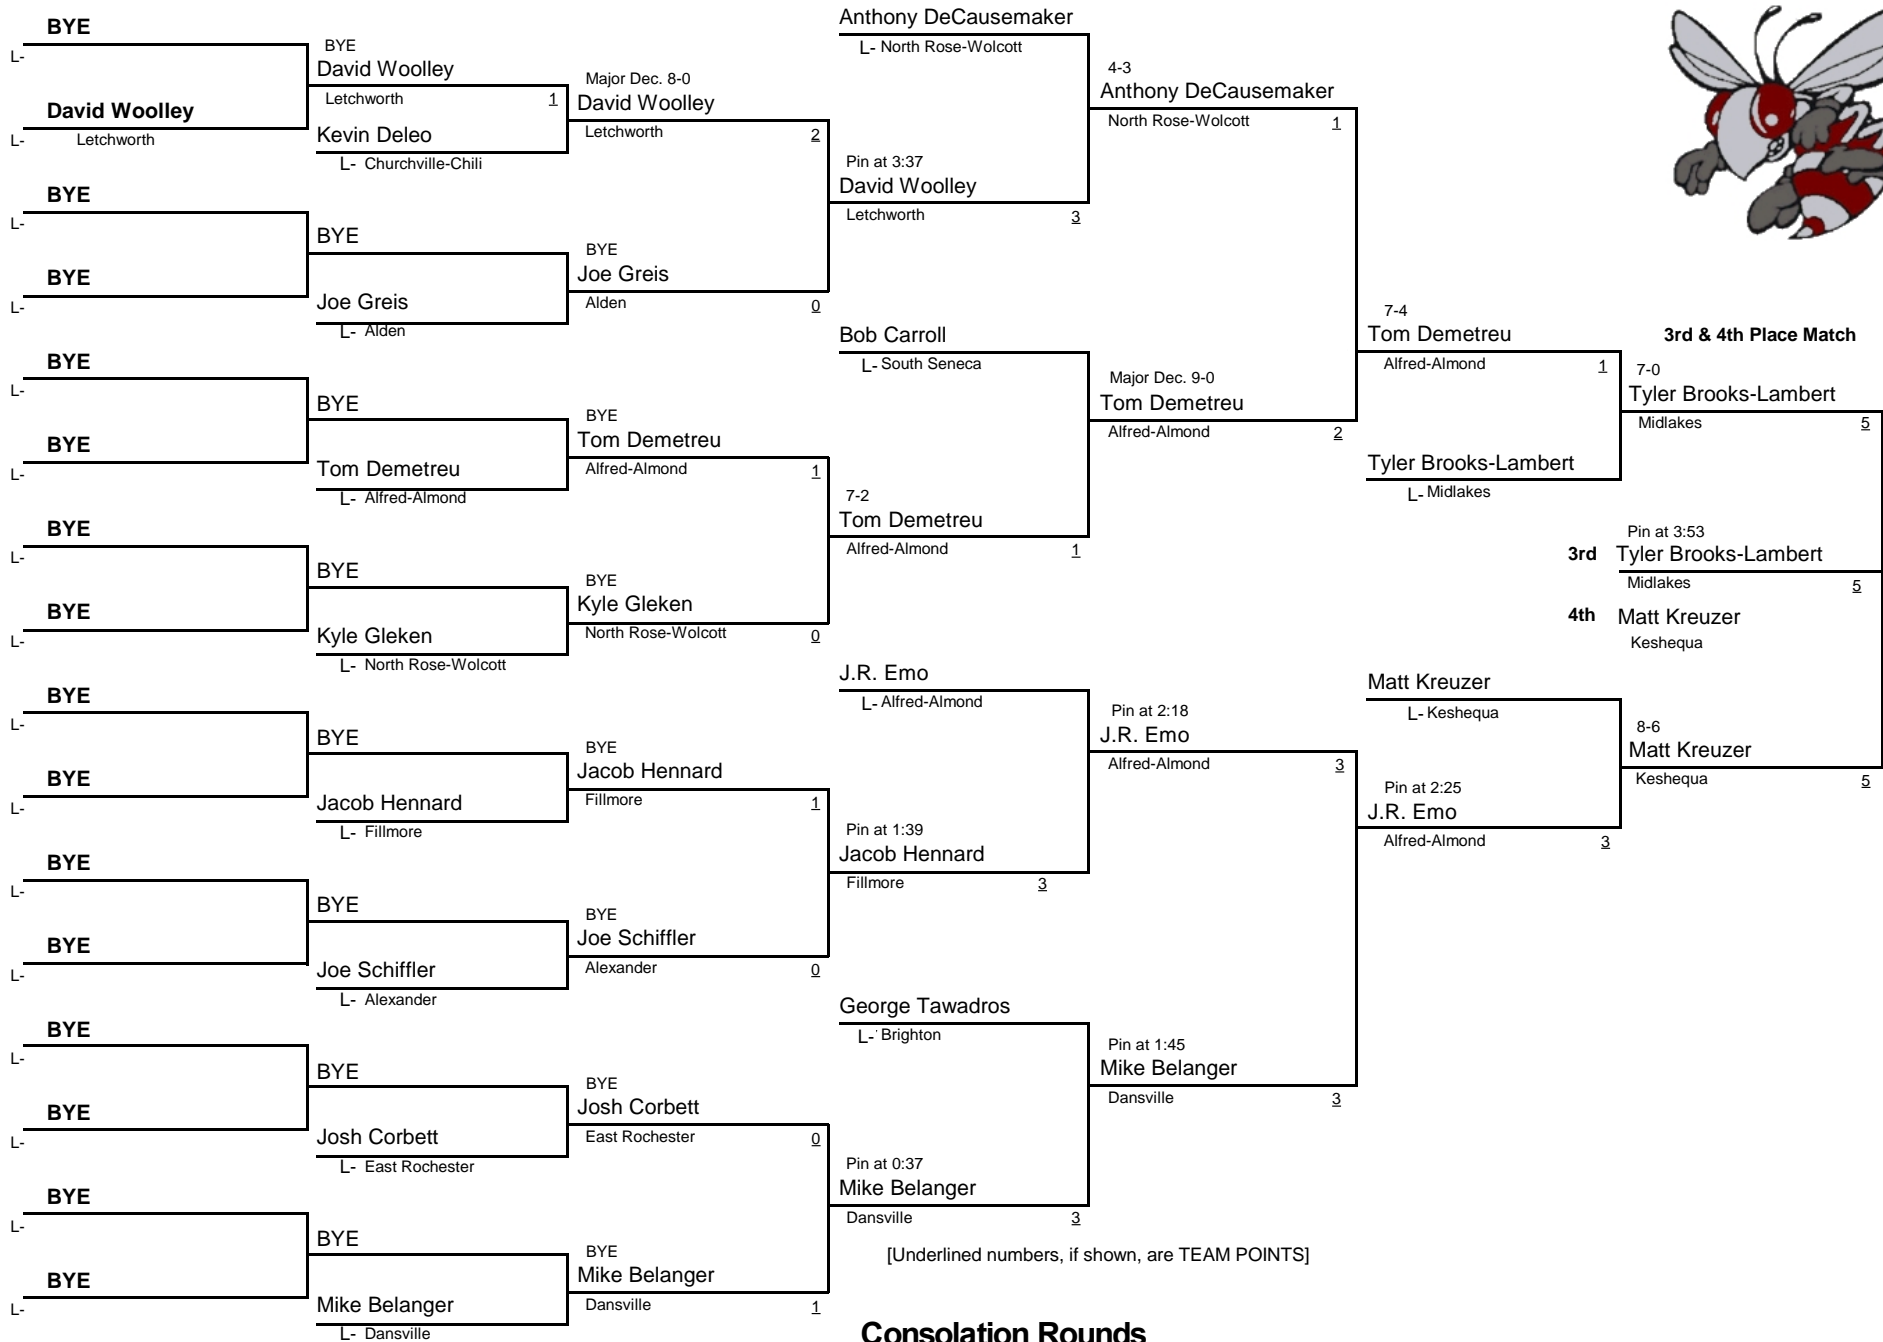 BYE
L-
David Woolley
L- Letchworth
BYE
L-
BYE
L-
BYE
L-
BYE
L-
BYE
L-
BYE
L-
BYE
L-
BYE
L-
BYE
L-
BYE
L-
BYE
L-
BYE
L-
BYE
L-
BYE
L-
BYE
David Woolley
Letchworth 1
Kevin Deleo
L- Churchville-Chili
BYE
Joe Greis
L- Alden
BYE
Tom Demetreu
L- Alfred-Almond
BYE
Kyle Gleken
L- North Rose-Wolcott
BYE
Jacob Hennard
L- Fillmore
BYE
Joe Schiffler
L- Alexander
BYE
Josh Corbett
L- East Rochester
BYE
Mike Belanger
L- Dansville
Major Dec. 8-0
David Woolley
Letchworth 2
BYE
Joe Greis
Alden 0
BYE
Tom Demetreu
Alfred-Almond 1
BYE
Kyle Gleken
North Rose-Wolcott 0
BYE
Jacob Hennard
Fillmore 1
BYE
Joe Schiffler
Alexander 0
BYE
Josh Corbett
East Rochester 0
BYE
Mike Belanger
Dansville 1
Anthony DeCausemaker
L- North Rose-Wolcott
Pin at 3:37
David Woolley
Letchworth 3
Bob Carroll
L- South Seneca
7-2
Tom Demetreu
Alfred-Almond 1
J.R. Emo
L- Alfred-Almond
Pin at 1:39
Jacob Hennard
Fillmore 3
George Tawadros
L- Brighton
Pin at 0:37
Mike Belanger
Dansville 3
4-3
Anthony DeCausemaker
North Rose-Wolcott 1
Major Dec. 9-0
Tom Demetreu
Alfred-Almond 2
Pin at 2:18
J.R. Emo
Alfred-Almond 3
Pin at 1:45
Mike Belanger
Dansville 3
7-4
Tom Demetreu
Alfred-Almond 1
Tyler Brooks-Lambert
L- Midlakes
Matt Kreuzer
L- Keshequa
Pin at 2:25
J.R. Emo
Alfred-Almond 3
3rd & 4th Place Match
7-0
Tyler Brooks-Lambert
Midlakes 5
Pin at 3:53
3rd Tyler Brooks-Lambert
Midlakes 5
4th Matt Kreuzer
Keshequa
8-6
Matt Kreuzer
Keshequa 5
[Underlined numbers, if shown, are TEAM POINTS]
Consolation Rounds